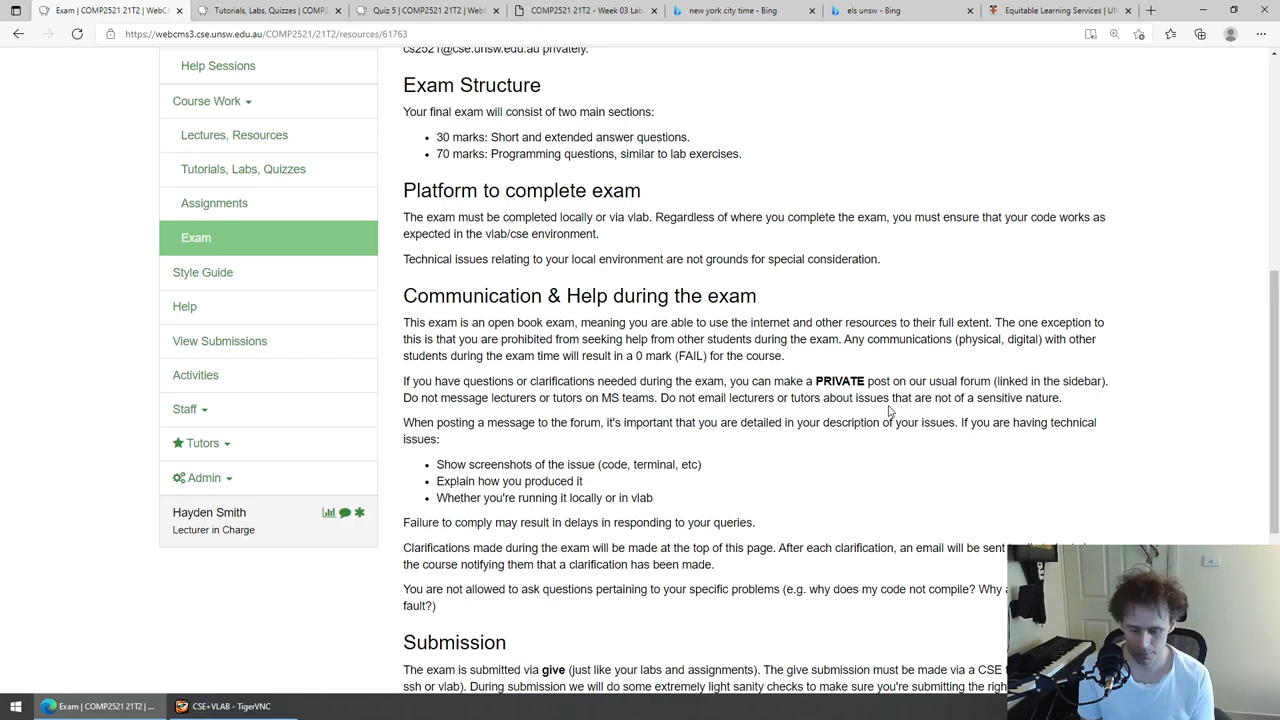 Exam | COMP2521 21T2 | WebC
Tutorials, Labs, Quizzes | COMP2
Quiz 5 | COMP2521 21T2 | WebC
COMP2521 21T2 - Week 03 Lab
new york city time - Bing
els unsw - Bing
Equitable Learning Services | UN
https://webcms3.cse.unsw.edu.au/COMP2521/21T2/resources/61763
cs2521@cse.unsw.edu.au privately.
Help Sessions
Course Work
Lectures, Resources
Tutorials, Labs, Quizzes
Assignments
Exam
Style Guide
Help
View Submissions
Activities
Staff
Tutors
Admin
Hayden Smith
Lecturer in Charge
Exam Structure
Your final exam will consist of two main sections:
• 30 marks: Short and extended answer questions.
• 70 marks: Programming questions, similar to lab exercises.
Platform to complete exam
The exam must be completed locally or via vlab. Regardless of where you complete the exam, you must ensure that your code works as
expected in the vlab/cse environment.
Technical issues relating to your local environment are not grounds for special consideration.
Communication & Help during the exam
This exam is an open book exam, meaning you are able to use the internet and other resources to their full extent. The one exception to
this is that you are prohibited from seeking help from other students during the exam. Any communications (physical, digital) with other
students during the exam time will result in a 0 mark (FAIL) for the course.
If you have questions or clarifications needed during the exam, you can make a PRIVATE post on our usual forum (linked in the sidebar).
Do not message lecturers or tutors on MS teams. Do not email lecturers or tutors about issues that are not of a sensitive nature.
When posting a message to the forum, it's important that you are detailed in your description of your issues. If you are having technical
issues:
• Show screenshots of the issue (code, terminal, etc)
• Explain how you produced it
• Whether you're running it locally or in vlab
Failure to comply may result in delays in responding to your queries.
Clarifications made during the exam will be made at the top of this page. After each clarification, an email will be sent
the course notifying them that a clarification has been made.
You are not allowed to ask questions pertaining to your specific problems (e.g. why does my code not compile? Why
fault?)
Submission
The exam is submitted via give (just like your labs and assignments). The give submission must be made via a CSE
ssh or vlab). During submission we will do some extremely light sanity checks to make sure you're submitting the righ
Exam | COMP2521 21T2 | ...
CSE+VLAB - TigerVNC